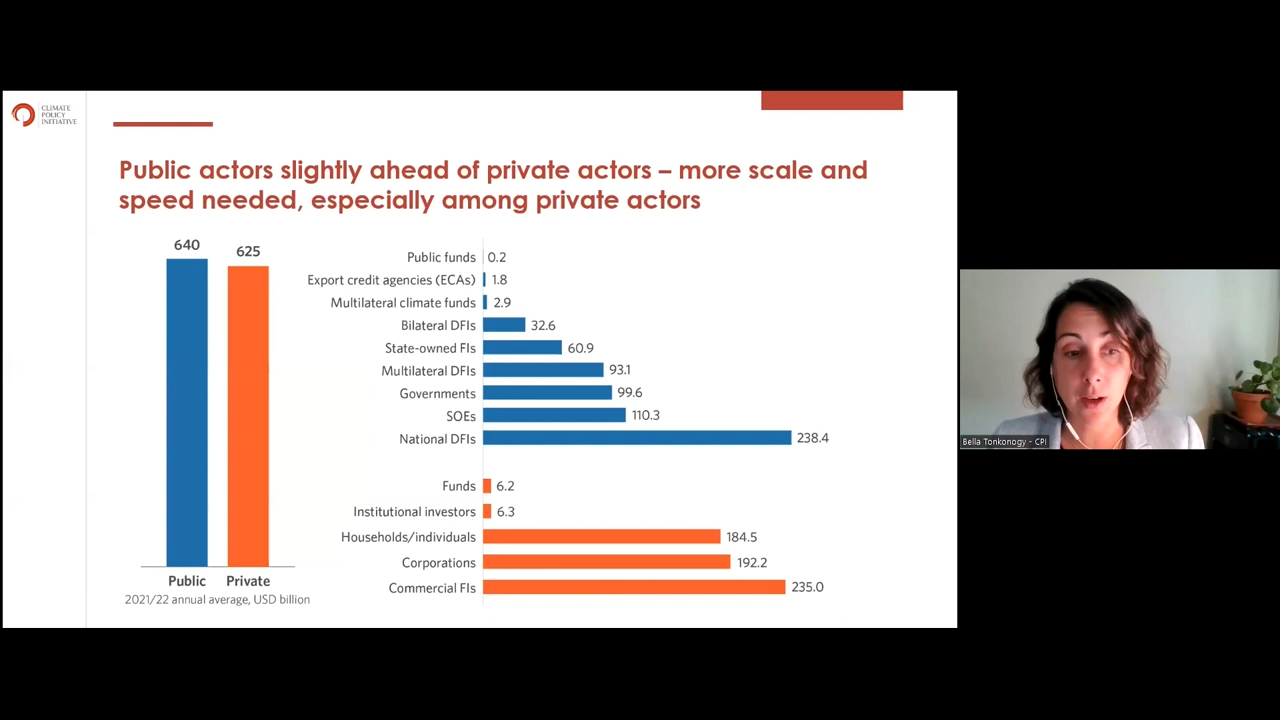 CLIMATE
POLICY
INITIATIVE
Public actors slightly ahead of private actors – more scale and
speed needed, especially among private actors
640
625
Public
Private
2021/22 annual average, USD billion
Public funds 0.2
Export credit agencies (ECAs) 1.8
Multilateral climate funds 2.9
Bilateral DFIs 32.6
State-owned FIs 60.9
Multilateral DFIs 93.1
Governments 99.6
SOEs 110.3
National DFIs 238.4
Funds 6.2
Institutional investors 6.3
Households/individuals 184.5
Corporations 192.2
Commercial FIs 235.0
Bella Tonkonogy - CPI